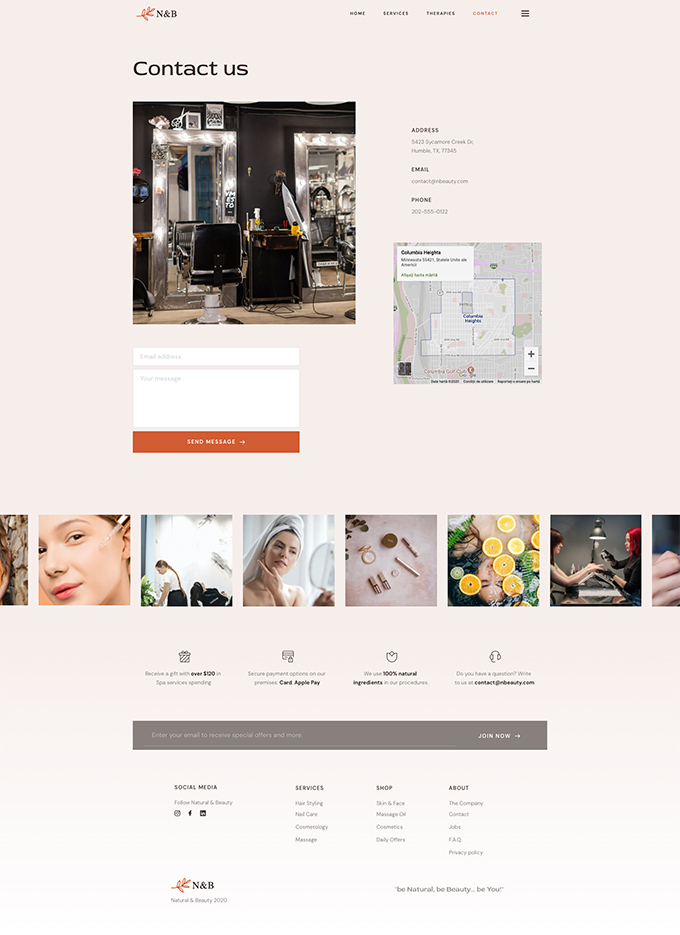 N&B
HOME
SERVICES
THERAPIES
CONTACT
Contact us
ADDRESS
5423 Sycamore Creek Dr,
Humble, TX, 77345
EMAIL
contact@nbeauty.com
PHONE
202-555-0122
Columbia Heights
Minnesota 55421, Statele Unite ale
Americii
Afișați harta mărită
Columbia
Heights
Columbia Golf Club
Date hartă ©2020
Condiții de utilizare
Raportați o eroare pe hartă
Email address
Your message
SEND MESSAGE
Receive a gift with over $120 in
Spa services spending
Secure payment options on our
premises: Card, Apple Pay
We use 100% natural
ingredients in our procedures.
Do you have a question? Write
to us at contact@nbeauty.com
Enter your email to receive special offers and more.
JOIN NOW
SOCIAL MEDIA
Follow Natural & Beauty
SERVICES
Hair Styling
Nail Care
Cosmetology
Massage
SHOP
Skin & Face
Massage Oil
Cosmetics
Daily Offers
ABOUT
The Company
Contact
Jobs
F.A.Q.
Privacy policy
N&B
Natural & Beauty 2020
"be Natural, be Beauty... be You!"